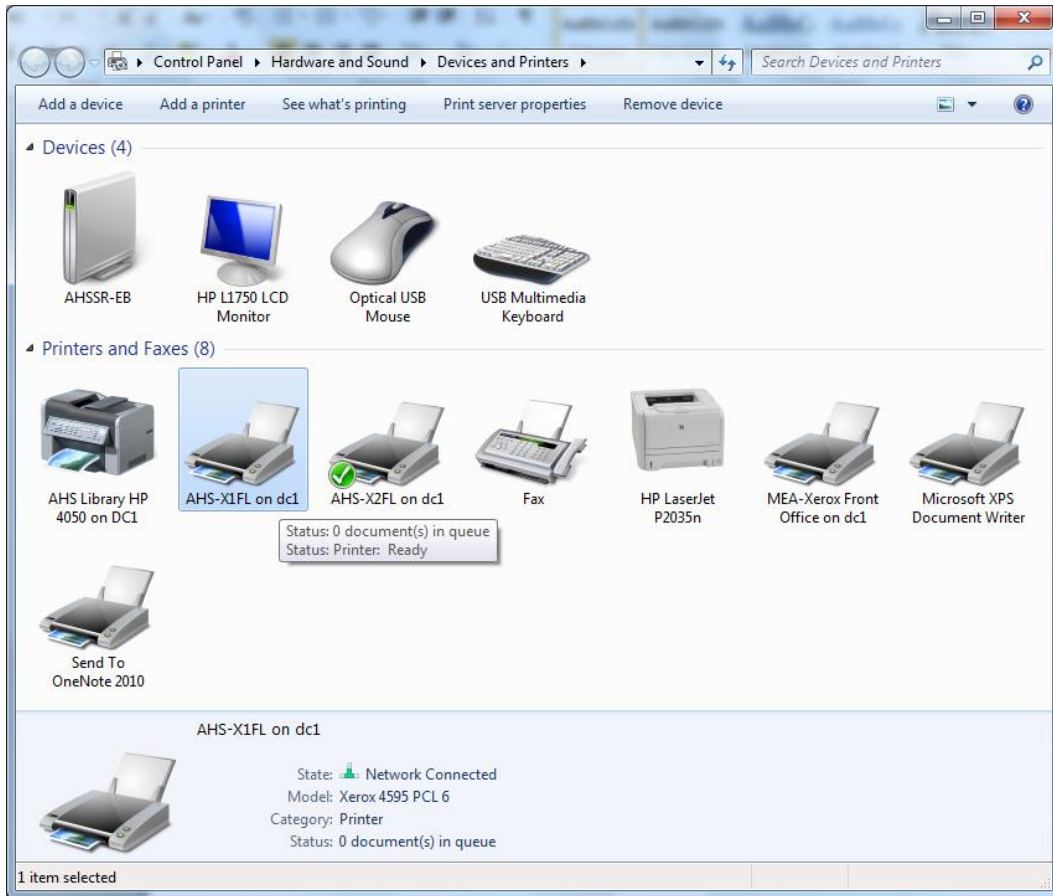 Control Panel Hardware and Sound Devices and Printers
Search Devices and Printers
Add a device Add a printer See what's printing Print server properties Remove device
Devices (4)
AHSSR-EB
HP L1750 LCD
Monitor
Optical USB
Mouse
USB Multimedia
Keyboard
Printers and Faxes (8)
AHS Library HP
4050 on DC1
AHS-X1FL on dc1
AHS-X2FL on dc1
Fax
HP LaserJet
P2035n
MEA-Xerox Front
Office on dc1
Microsoft XPS
Document Writer
Status: 0 document(s) in queue
Status: Printer: Ready
Send To
OneNote 2010
AHS-X1FL on dc1
State: Network Connected
Model: Xerox 4595 PCL 6
Category: Printer
Status: 0 document(s) in queue
1 item selected